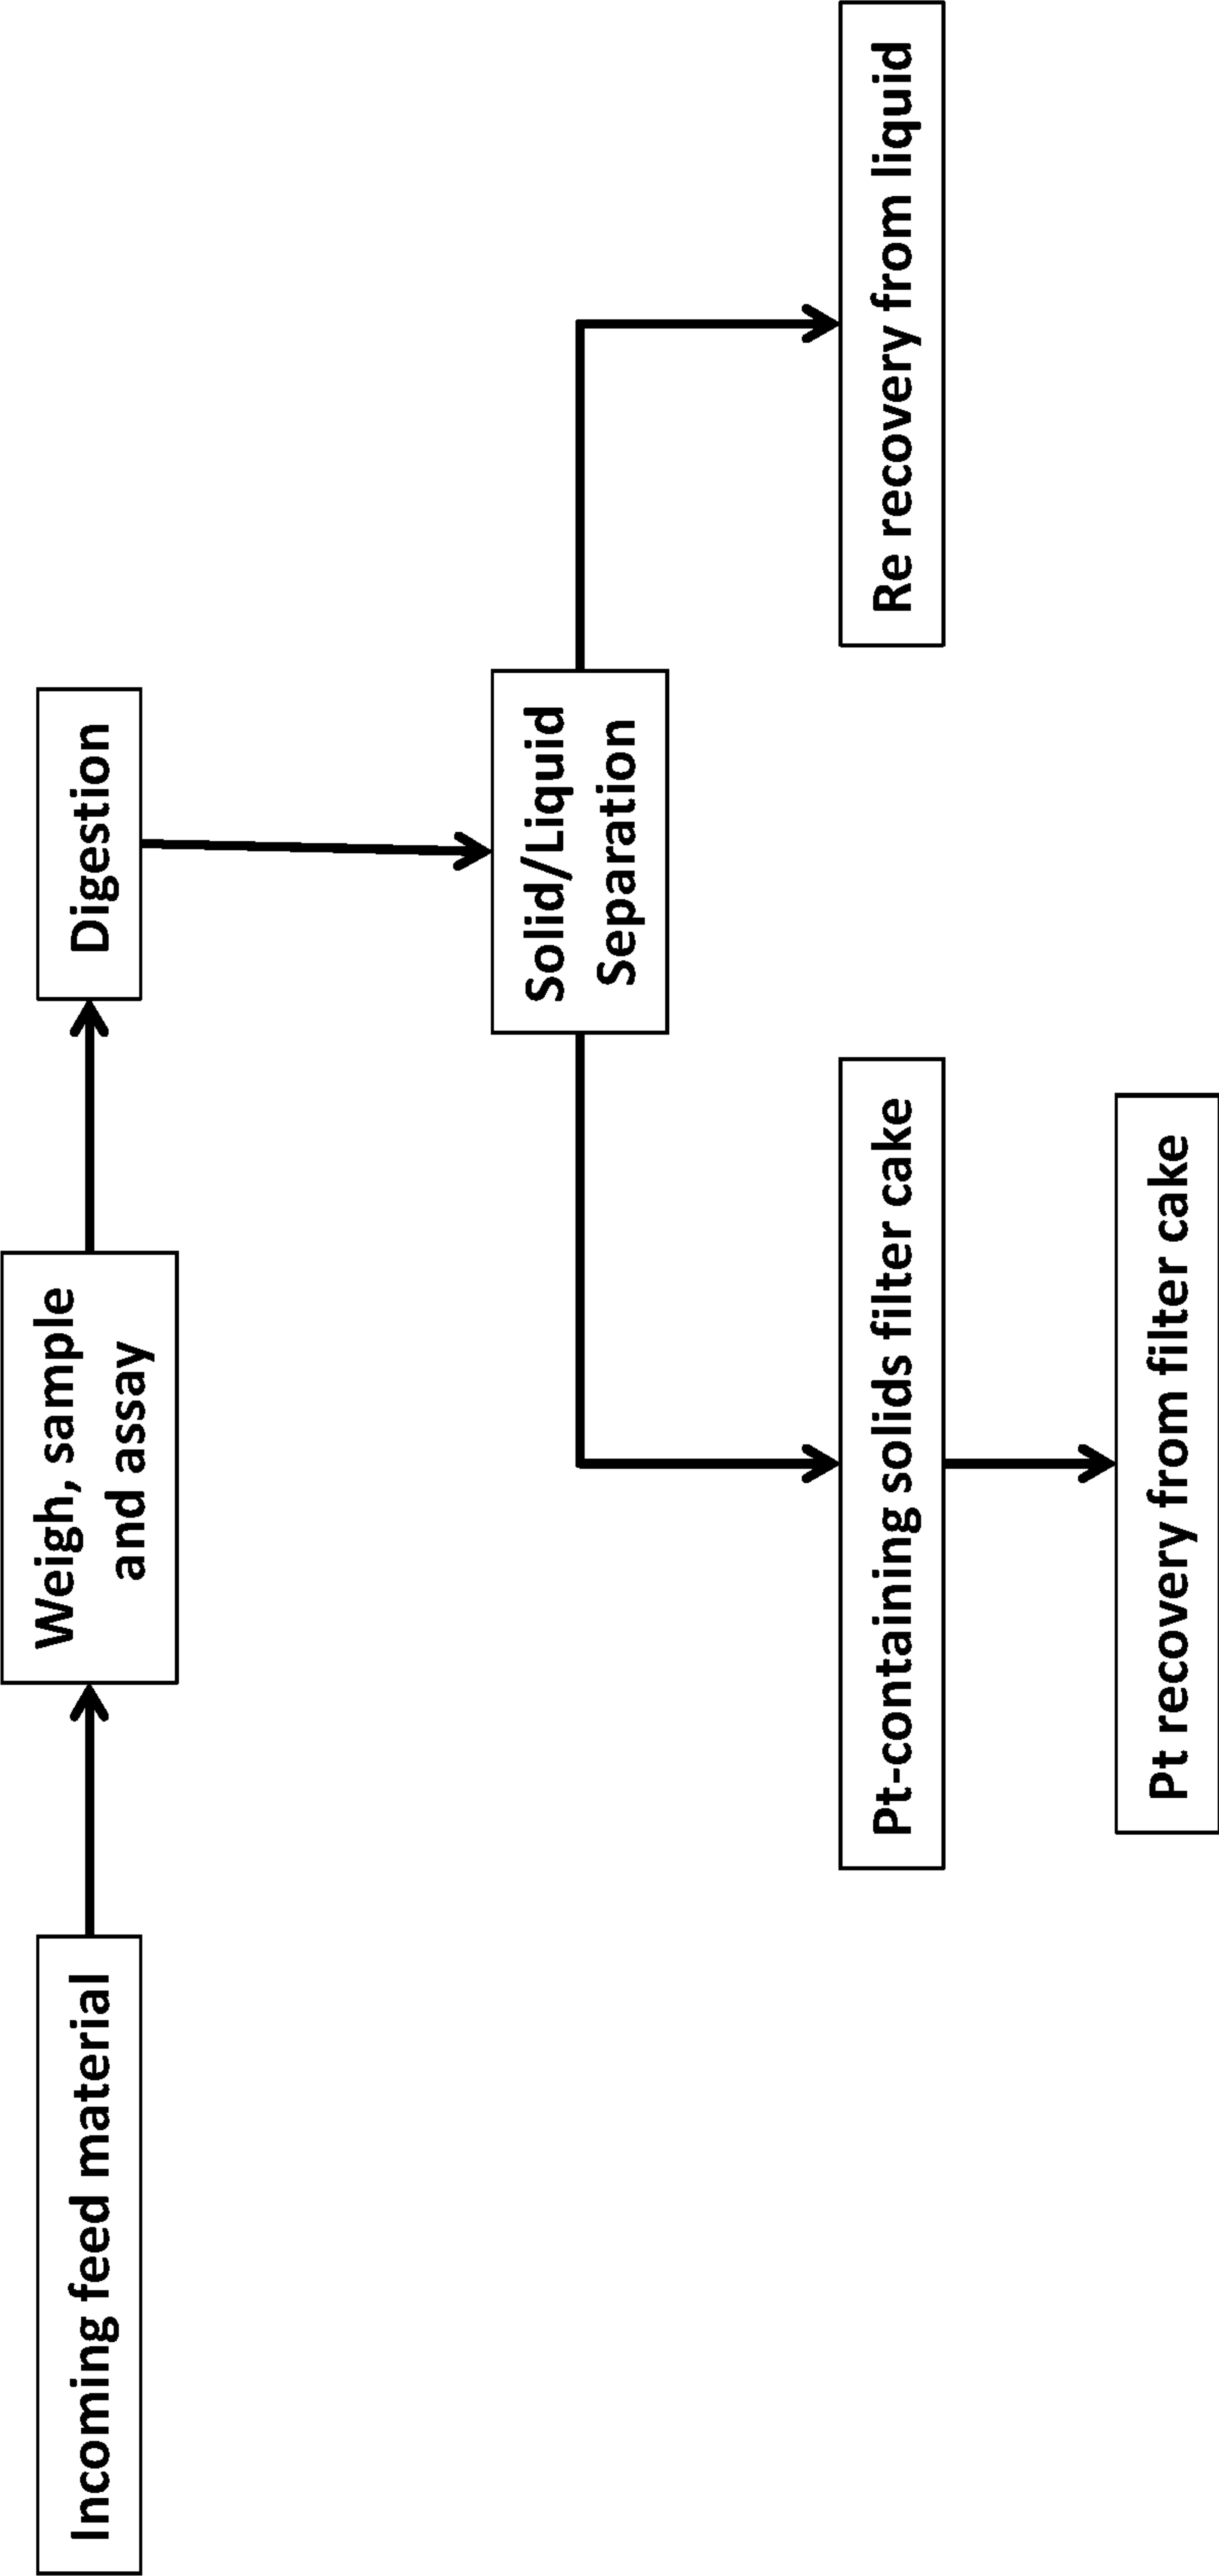 Incoming feed material
Weigh, sample
and assay
Digestion
Solid/Liquid
Separation
Pt-containing solids filter cake
Re recovery from liquid
Pt recovery from filter cake